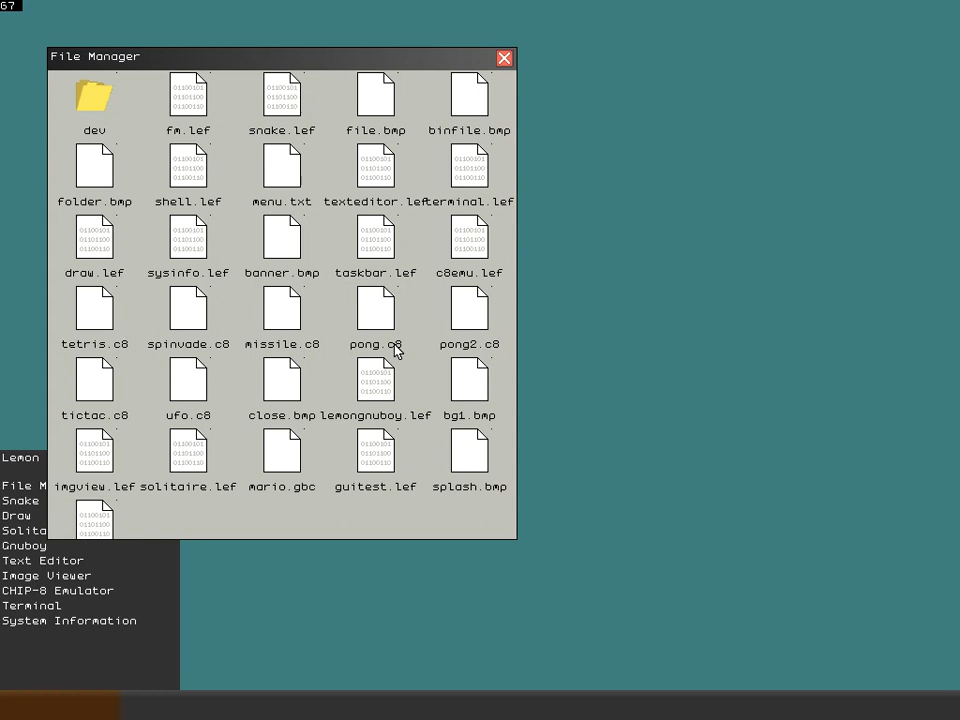 67
File Manager
dev fm.lef snake.lef file.bmp binfile.bmp
folder.bmp shell.lef menu.txt texteditor.lef terminal.lef
draw.lef sysinfo.lef banner.bmp taskbar.lef c8emu.lef
tetris.c8 spinvade.c8 missile.c8 pong.c8 pong2.c8
tictac.c8 ufo.c8 close.bmp lemongnuboy.lef bg1.bmp
imgview.lef solitaire.lef mario.gbc guitest.lef splash.bmp
Lemon
File M
Snake
Draw
Solita
Gnuboy
Text Editor
Image Viewer
CHIP-8 Emulator
Terminal
System Information